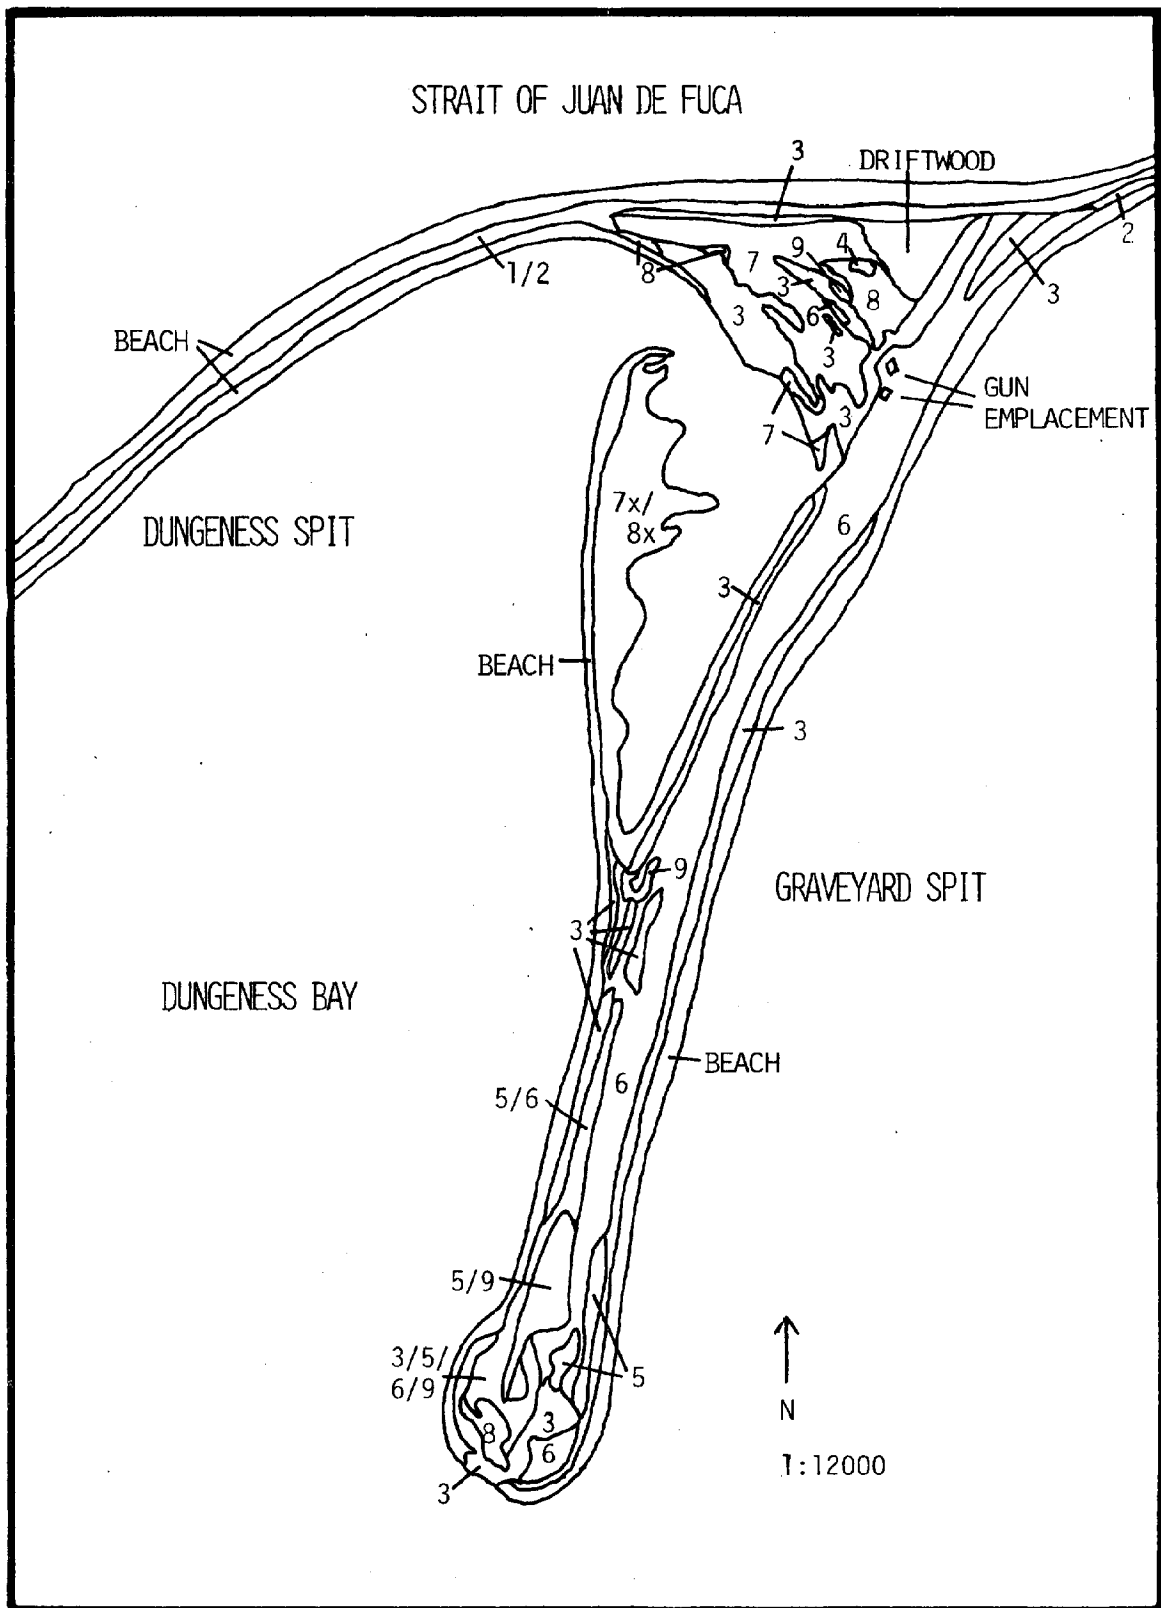 STRAIT OF JUAN DE FUCA
3
DRIFTWOOD
2
1/2
8
7
9
4
3
8
3
BEACH
3
6
3
GUN
EMPLACEMENT
7
3
DUNGENESS SPIT
7x/
8x
6
3
BEACH
3
9
GRAVEYARD SPIT
33
DUNGENESS BAY
BEACH
6
5/6
5/9
3/5/
6/9
5
8
3
6
3
N
1:12000